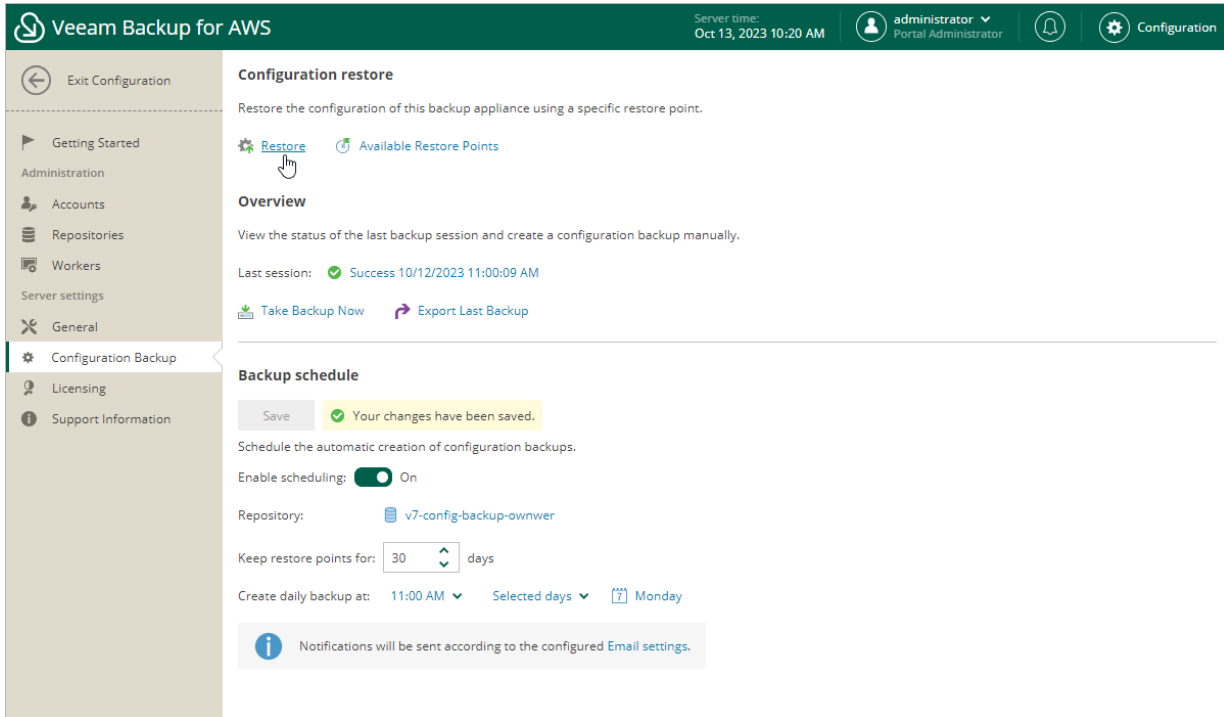 Veeam Backup for AWS
Server time:
Oct 13, 2023 10:20 AM
administrator
Portal Administrator
Configuration
Exit Configuration
Getting Started
Administration
Accounts
Repositories
Workers
Server settings
General
Configuration Backup
Licensing
Support Information
Configuration restore
Restore the configuration of this backup appliance using a specific restore point.
Restore Available Restore Points
Overview
View the status of the last backup session and create a configuration backup manually.
Last session: Success 10/12/2023 11:00:09 AM
Take Backup Now Export Last Backup
Backup schedule
Save Your changes have been saved.
Schedule the automatic creation of configuration backups.
Enable scheduling: On
Repository: v7-config-backup-ownwer
Keep restore points for: 30 days
Create daily backup at: 11:00 AM Selected days 7 Monday
Notifications will be sent according to the configured Email settings.